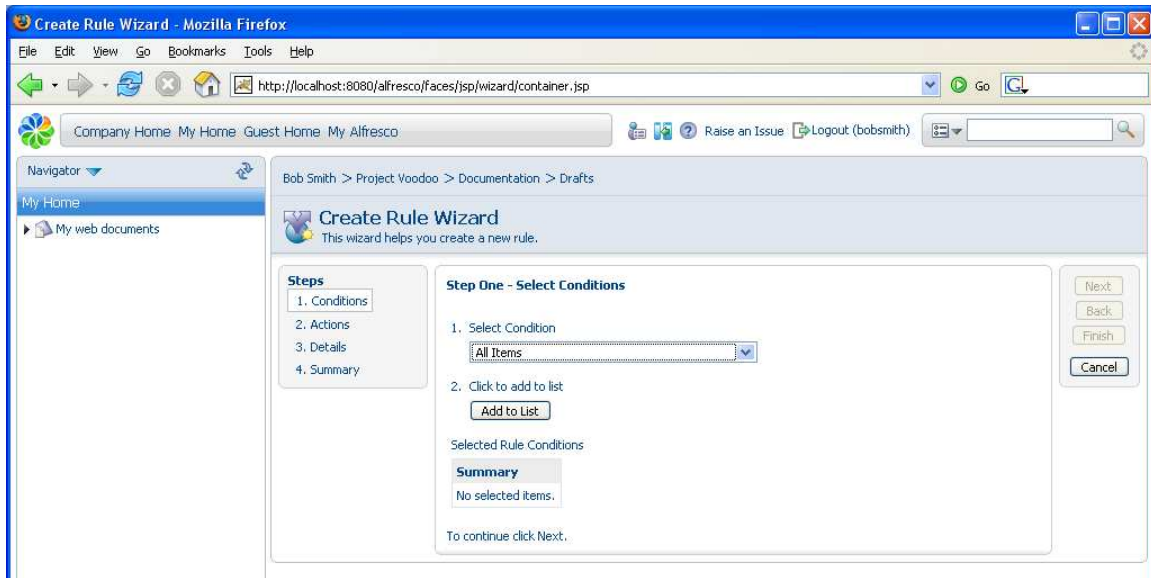 Create Rule Wizard - Mozilla Firefox
File Edit View Go Bookmarks Tools Help
http://localhost:8080/alfresco/faces/jsp/wizard/container.jsp
Go
G
Company Home My Home Guest Home My Alfresco
Raise an Issue Logout (bobsmith)
Navigator
Bob Smith > Project Voodoo > Documentation > Drafts
My Home
My web documents
Create Rule Wizard
This wizard helps you create a new rule.
Steps
1. Conditions
2. Actions
3. Details
4. Summary
Step One - Select Conditions
1. Select Condition
All Items
2. Click to add to list
Add to List
Selected Rule Conditions
Summary
No selected items.
To continue click Next.
Next
Back
Finish
Cancel